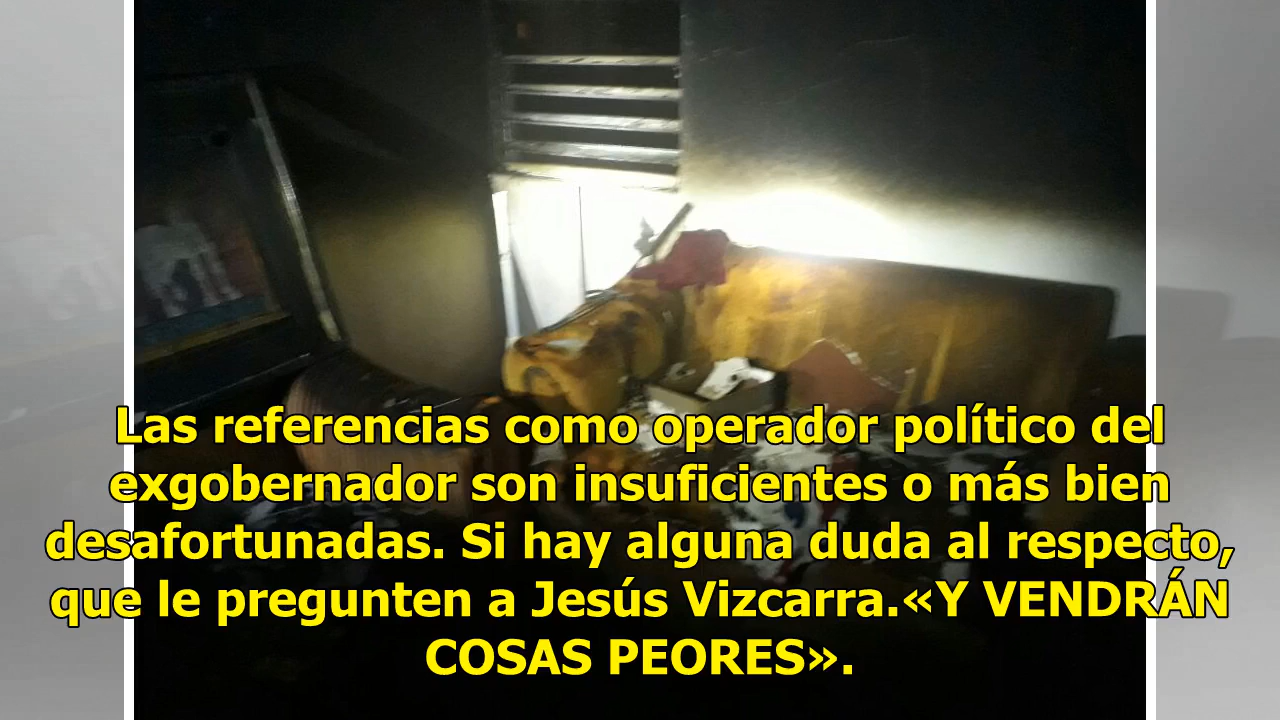 Las referencias como operador político del
exgobernador son insuficientes o más bien
desafortunadas. Si hay alguna duda al respecto,
que le pregunten a Jesús Vizcarra.«Y VENDRÁN
COSAS PEORES».